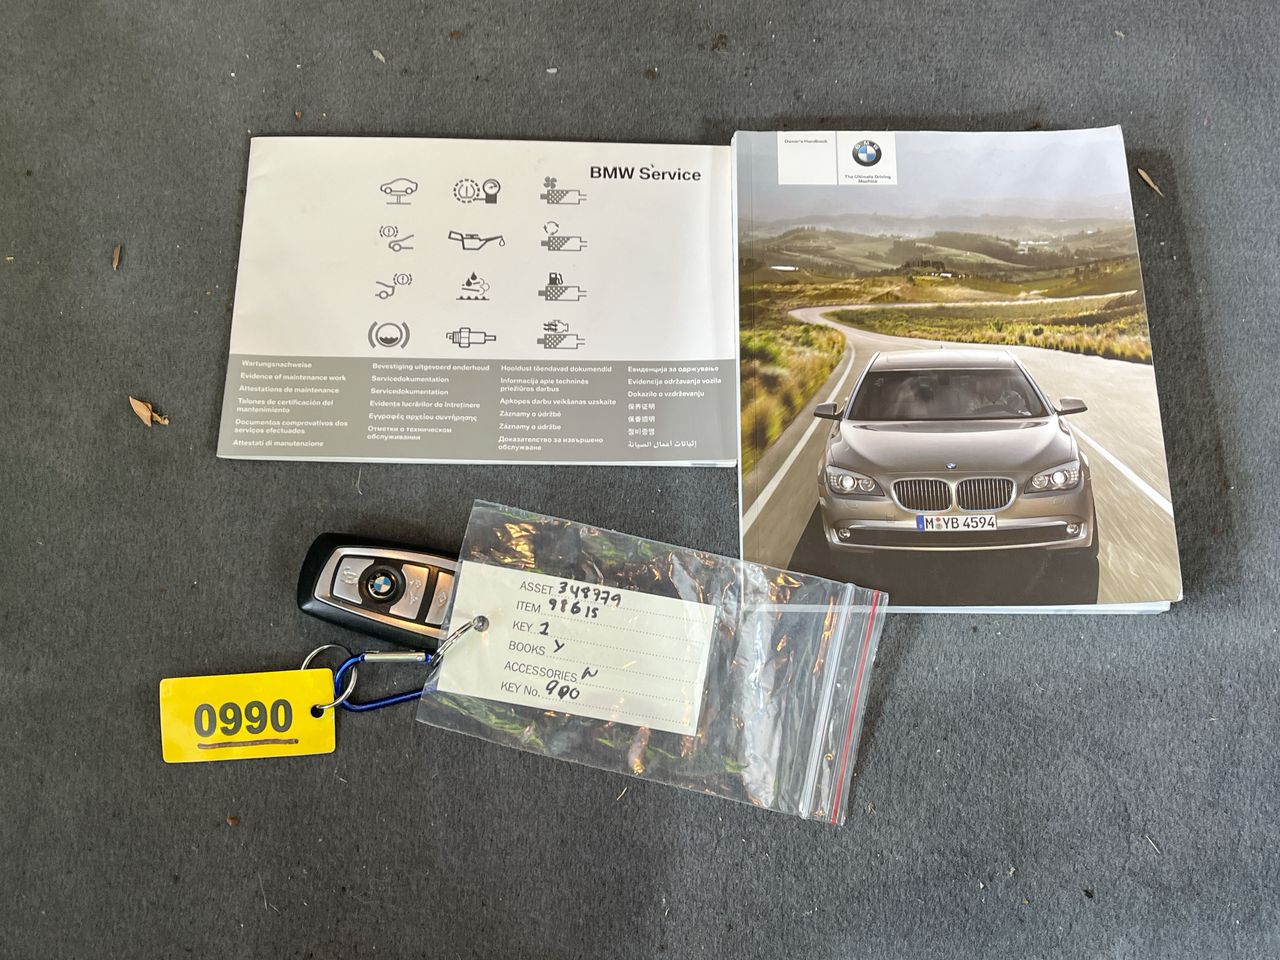 BMW Service
Wartungsnachweise
Evidence of maintenance work
Attestations de maintenance
Talones de certificación del
mantenimiento
Documentos comprovativos dos
serviços efectuados
Attestati di manutenzione
Bevestiging uitgevoerd onderhoud
Servicedokumentation
Servicedokumentation
Evidenta lucrărilor de întreținere
Εγγραφές αρχείου συντήρησης
Отметки о техническом
обслуживании
Hooldust tõendavad dokumendid
Informacija apie techninės
priežiūros darbus
Apkopes darbu veikšanas uzskaite
Záznamy o údržbě
Záznamy o údržbe
Доказателство за извършено
обслужване
Евиденција за одржување
Evidencija održavanja vozila
Dokazilo o vzdrževanju
保养证明
保養證明
정비증명
إثباتات أعمال الصيانة
Owner's Handbook
BMW
The Ultimate Driving
Machine
M YB 4594
ASSET 348979
ITEM 98615
KEY 1
BOOKS Y
ACCESSORIES N
KEY No. 990
0990